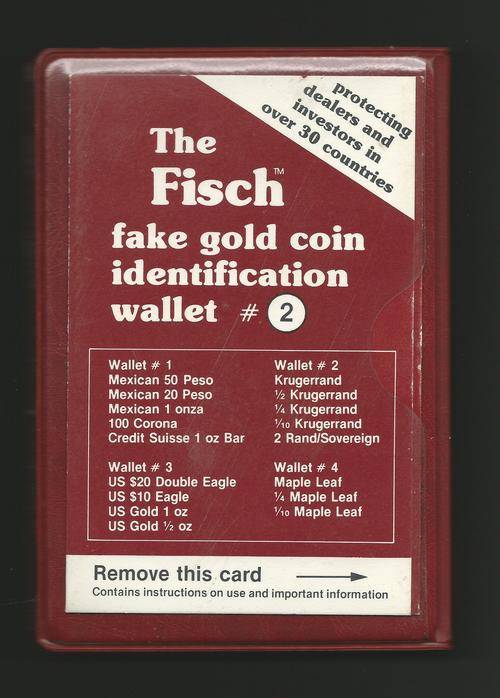 protecting
dealers and
investors in
over 30 countries
The
Fisch™
fake gold coin
identification
wallet # 2
Wallet # 1
Mexican 50 Peso
Mexican 20 Peso
Mexican 1 onza
100 Corona
Credit Suisse 1 oz Bar
Wallet # 2
Krugerrand
½ Krugerrand
¼ Krugerrand
⅒ Krugerrand
2 Rand/Sovereign
Wallet # 3
US $20 Double Eagle
US $10 Eagle
US Gold 1 oz
US Gold ½ oz
Wallet # 4
Maple Leaf
¼ Maple Leaf
⅒ Maple Leaf
Remove this card
Contains instructions on use and important information